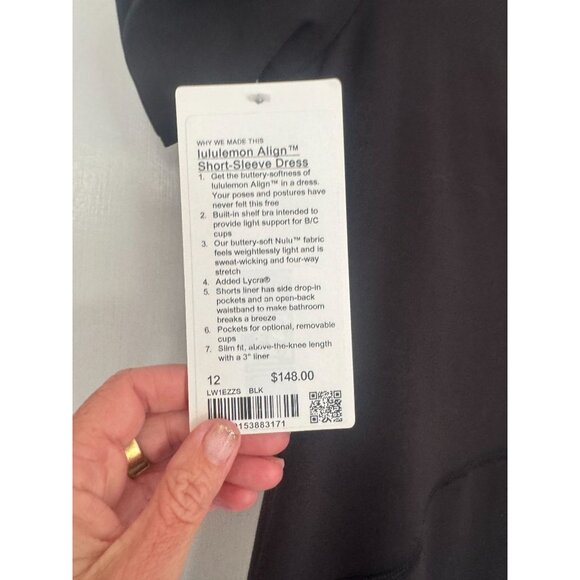 WHY WE MADE THIS
lululemon Align™
Short-Sleeve Dress
1. Get the buttery-softness of
lululemon Align™ in a dress.
Your poses and postures have
never felt this free
2. Built-in shelf bra intended to
provide light support for B/C
cups
3. Our buttery-soft Nulu™ fabric
feels weightlessly light and is
sweat-wicking and four-way
stretch
4. Added Lycra®
5. Shorts liner has side drop-in
pockets and an open-back
waistband to make bathroom
breaks a breeze
6. Pockets for optional, removable
cups
7. Slim fit, above-the-knee length
with a 3" liner
12 $148.00
LW1EZZS BLK
153883171